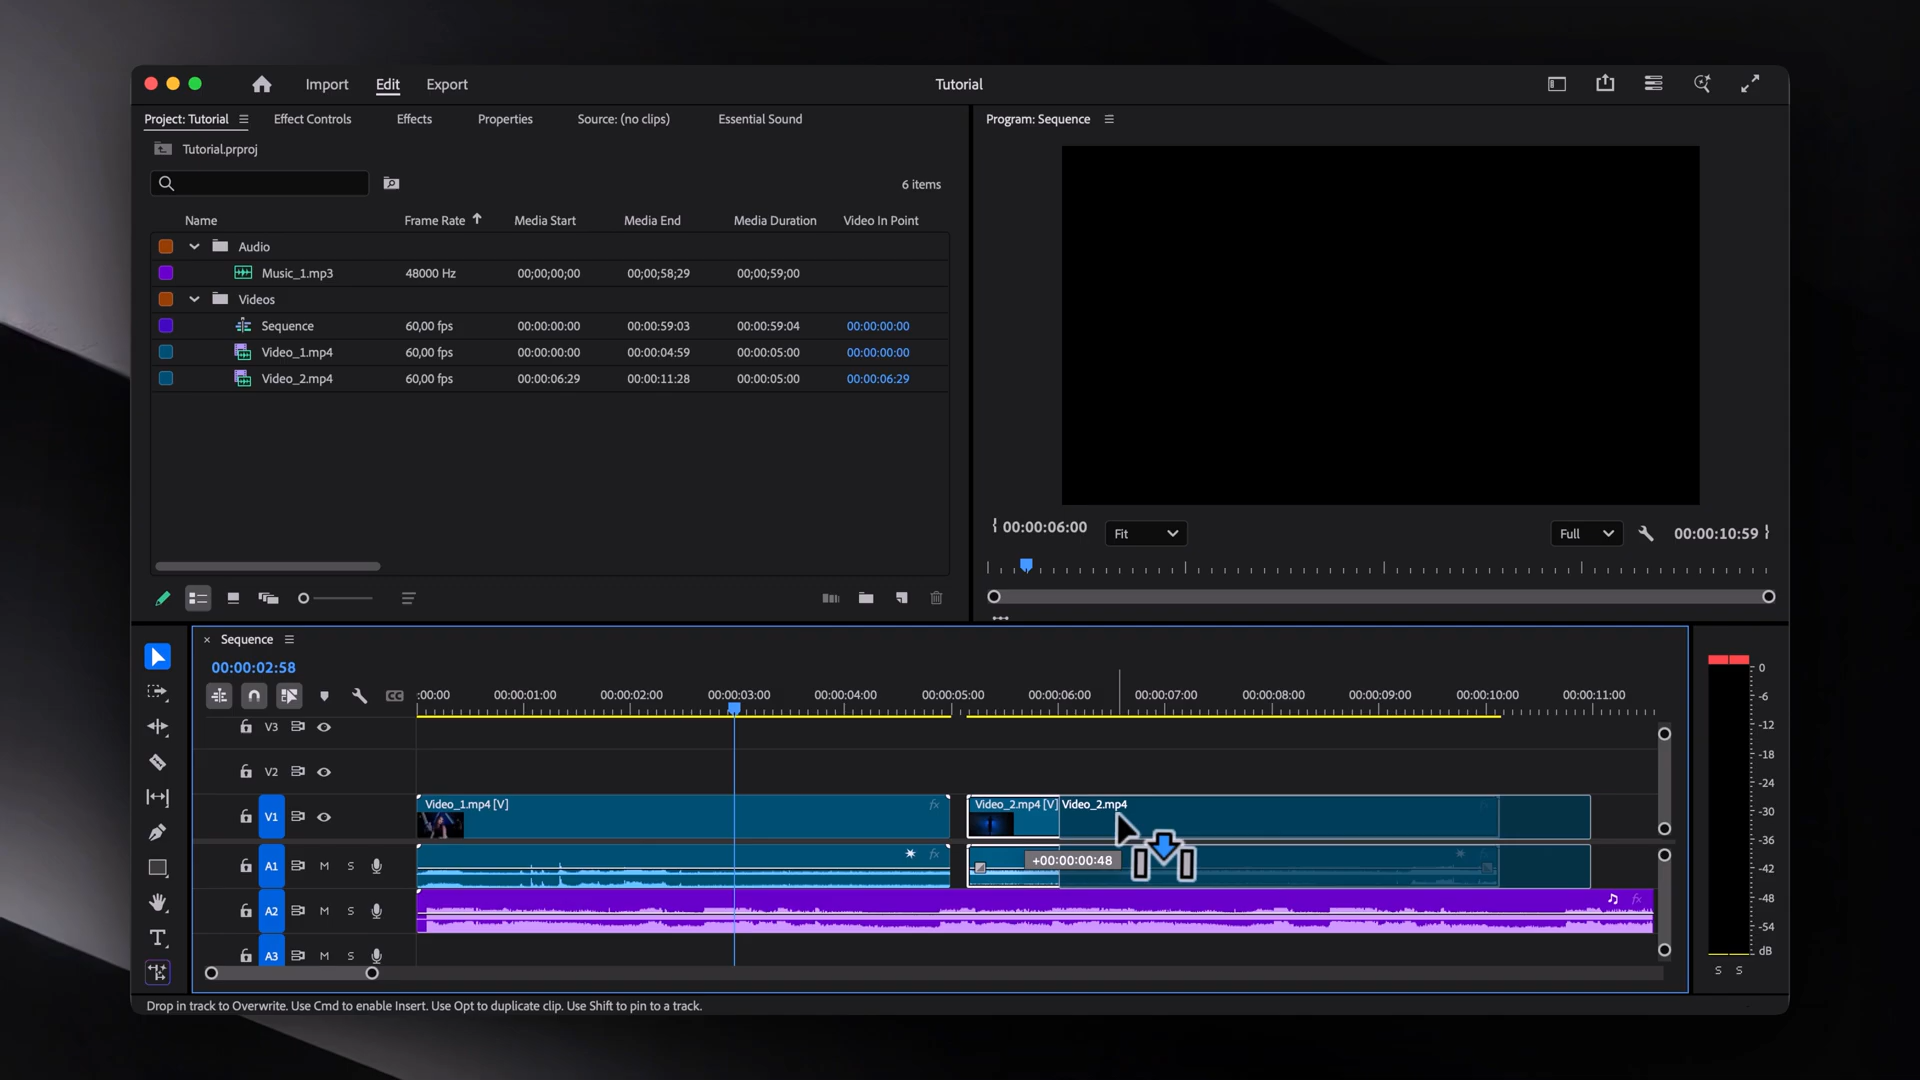 Import Edit Export Tutorial
Project: Tutorial Effect Controls Effects Properties Source: (no clips) Essential Sound
Program: Sequence
Tutorial.prproj
6 items
Name Frame Rate Media Start Media End Media Duration Video In Point
Audio
Music_1.mp3 48000 Hz 00;00;00;00 00;00;58;29 00;00;59;00
Videos
Sequence 60,00 fps 00:00:00:00 00:00:59:03 00:00:59:04 00:00:00:00
Video_1.mp4 60,00 fps 00:00:00:00 00:00:04:59 00:00:05:00 00:00:00:00
Video_2.mp4 60,00 fps 00:00:06:29 00:00:11:28 00:00:05:00 00:00:06:29
00:00:06:00 Fit Full 00:00:10:59
Sequence
00:00:02:58
CC
:00:00 00:00:01:00 00:00:02:00 00:00:03:00 00:00:04:00 00:00:05:00 00:00:06:00 00:00:07:00 00:00:08:00 00:00:09:00 00:00:10:00 00:00:11:00
V3
V2
V1 Video_1.mp4 [V] fx Video_2.mp4 [V] Video_2.mp4 fx
A1 M S fx +00:00:00:48 fx
A2 M S fx
A3 M S
0
-6
-12
-18
-24
-30
-36
-42
-48
-54
dB
S S
Drop in track to Overwrite. Use Cmd to enable Insert. Use Opt to duplicate clip. Use Shift to pin to a track.